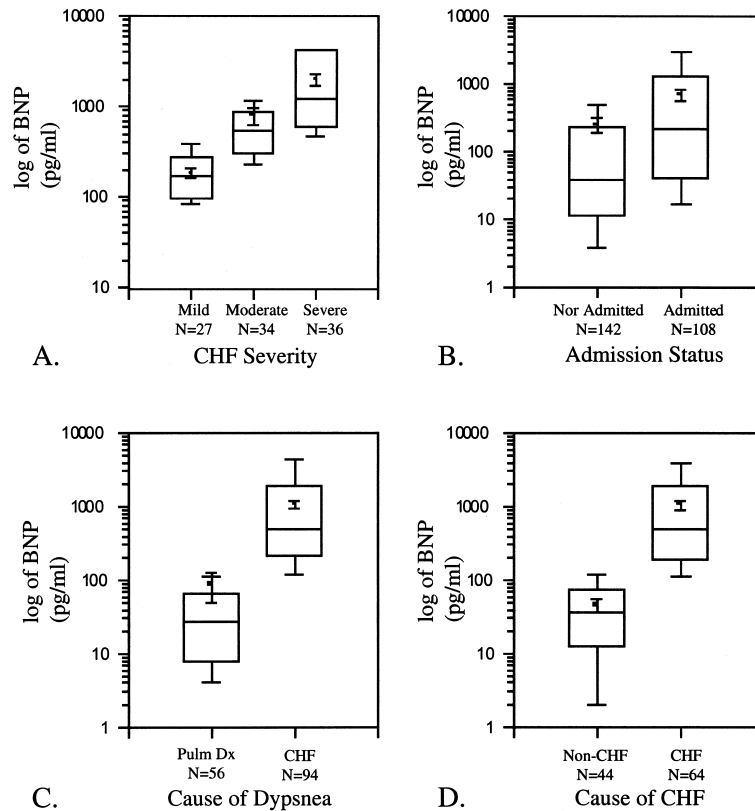 10000
1000
100
10
log of BNP
(pg/ml)
Mild
N=27
Moderate
N=34
Severe
N=36
A.
CHF Severity
10000
1000
100
10
1
log of BNP
(pg/ml)
Nor Admitted
N=142
Admitted
N=108
B.
Admission Status
10000
1000
100
10
1
log of BNP
(pg/ml)
Pulm Dx
N=56
CHF
N=94
C.
Cause of Dypsnea
10000
1000
100
10
1
log of BNP
(pg/ml)
Non-CHF
N=44
CHF
N=64
D.
Cause of CHF